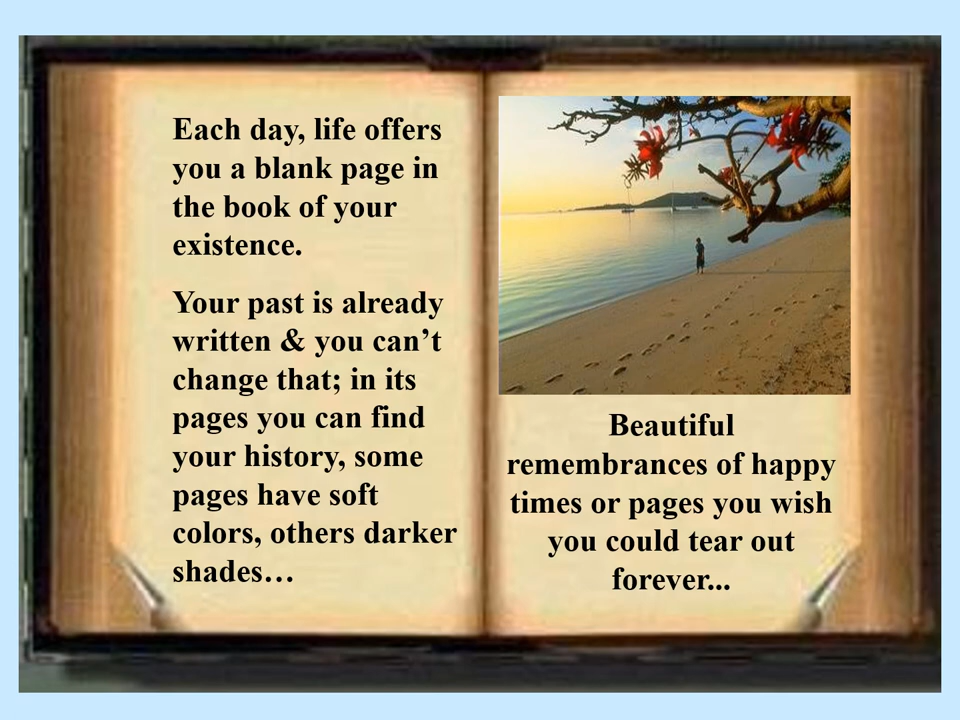 Each day, life offers
you a blank page in
the book of your
existence.
Your past is already
written & you can’t
change that; in its
pages you can find
your history, some
pages have soft
colors, others darker
shades…
Beautiful
remembrances of happy
times or pages you wish
you could tear out
forever...